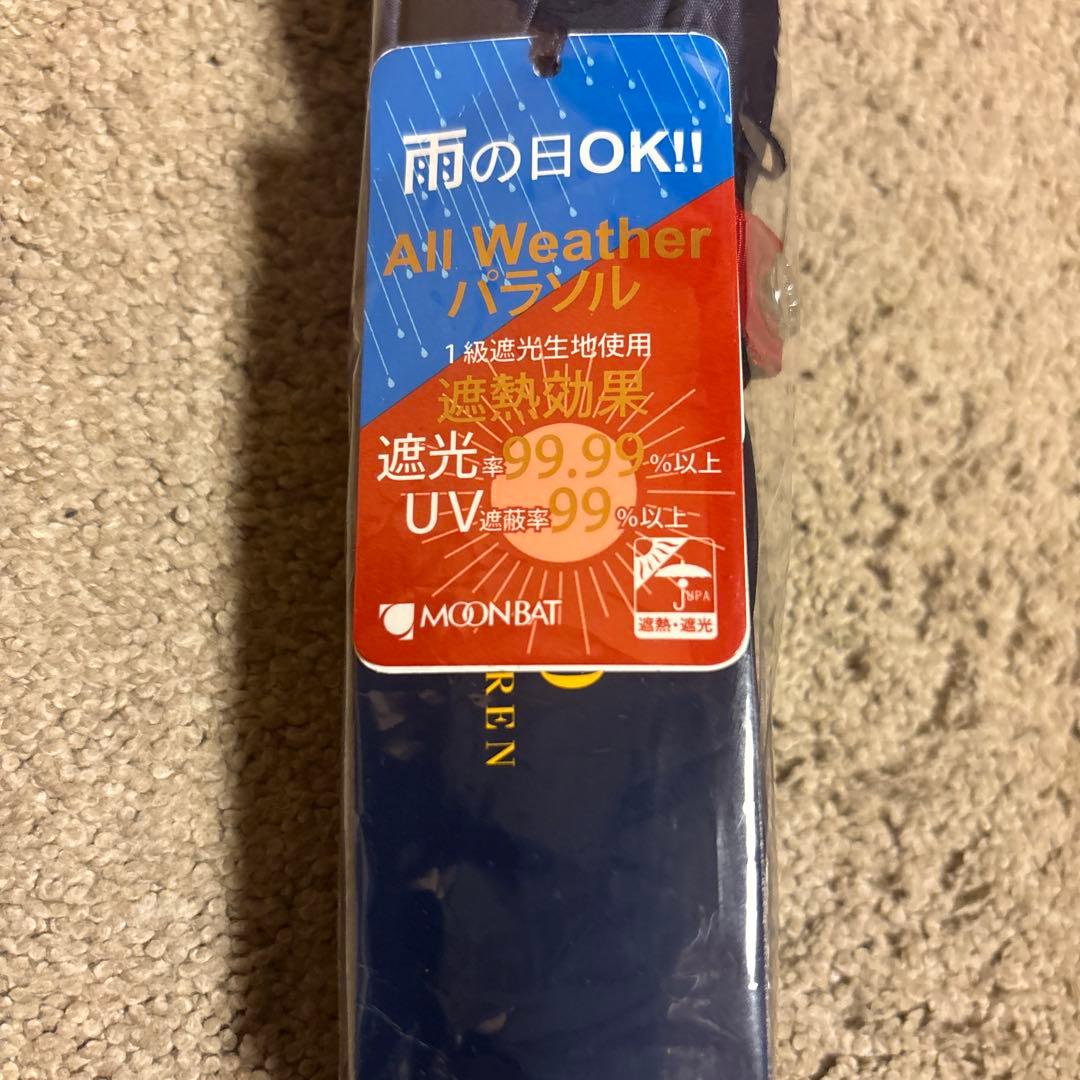 雨の日OK!!
All Weather
パラソル
1級遮光生地使用
遮熱効果
遮光率99.99%以上
UV遮蔽率99%以上
MOONBAT
JUPA
遮熱・遮光
REN